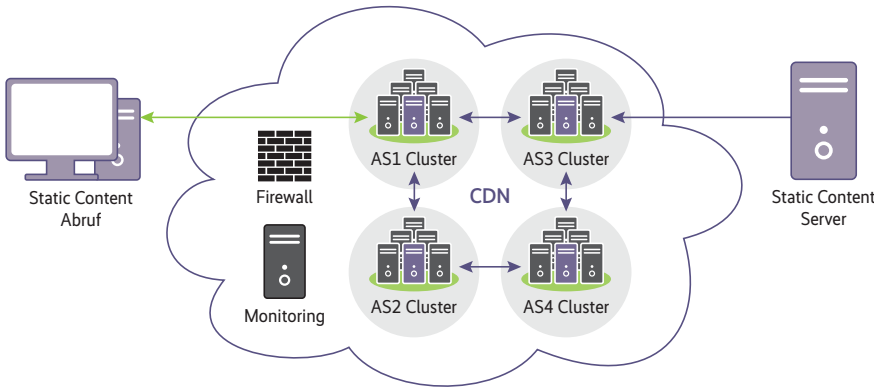 AS1 Cluster
AS3 Cluster
Static Content
Abruf
Firewall
CDN
Static Content
Server
AS2 Cluster
AS4 Cluster
Monitoring